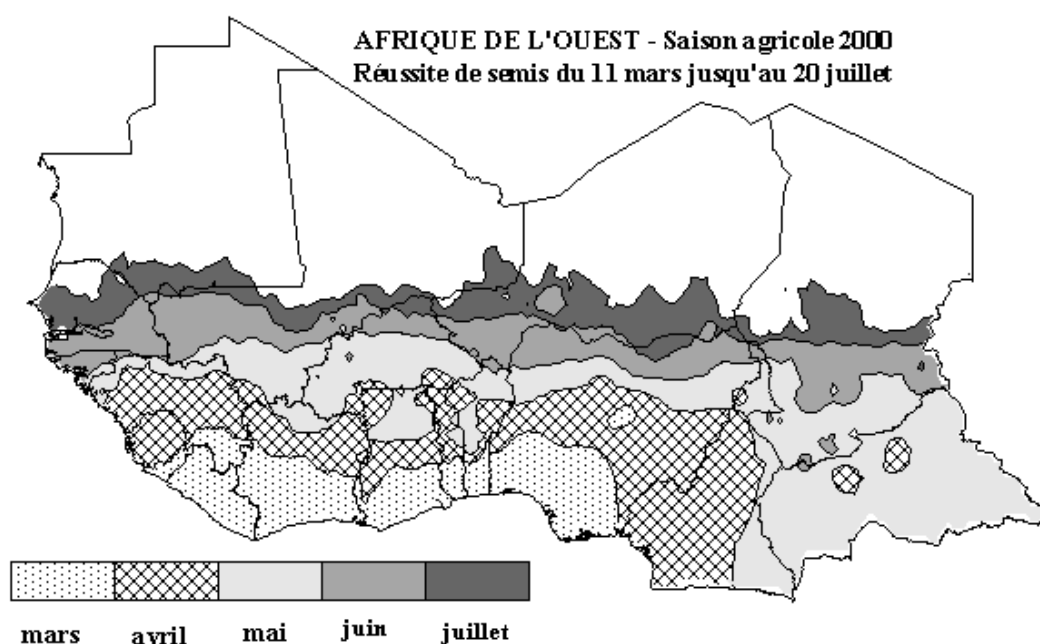 AFRIQUE DE L'OUEST - Saison agricole 2000
Réussite de semis du 11 mars jusqu'au 20 juillet
mars avril mai juin juillet